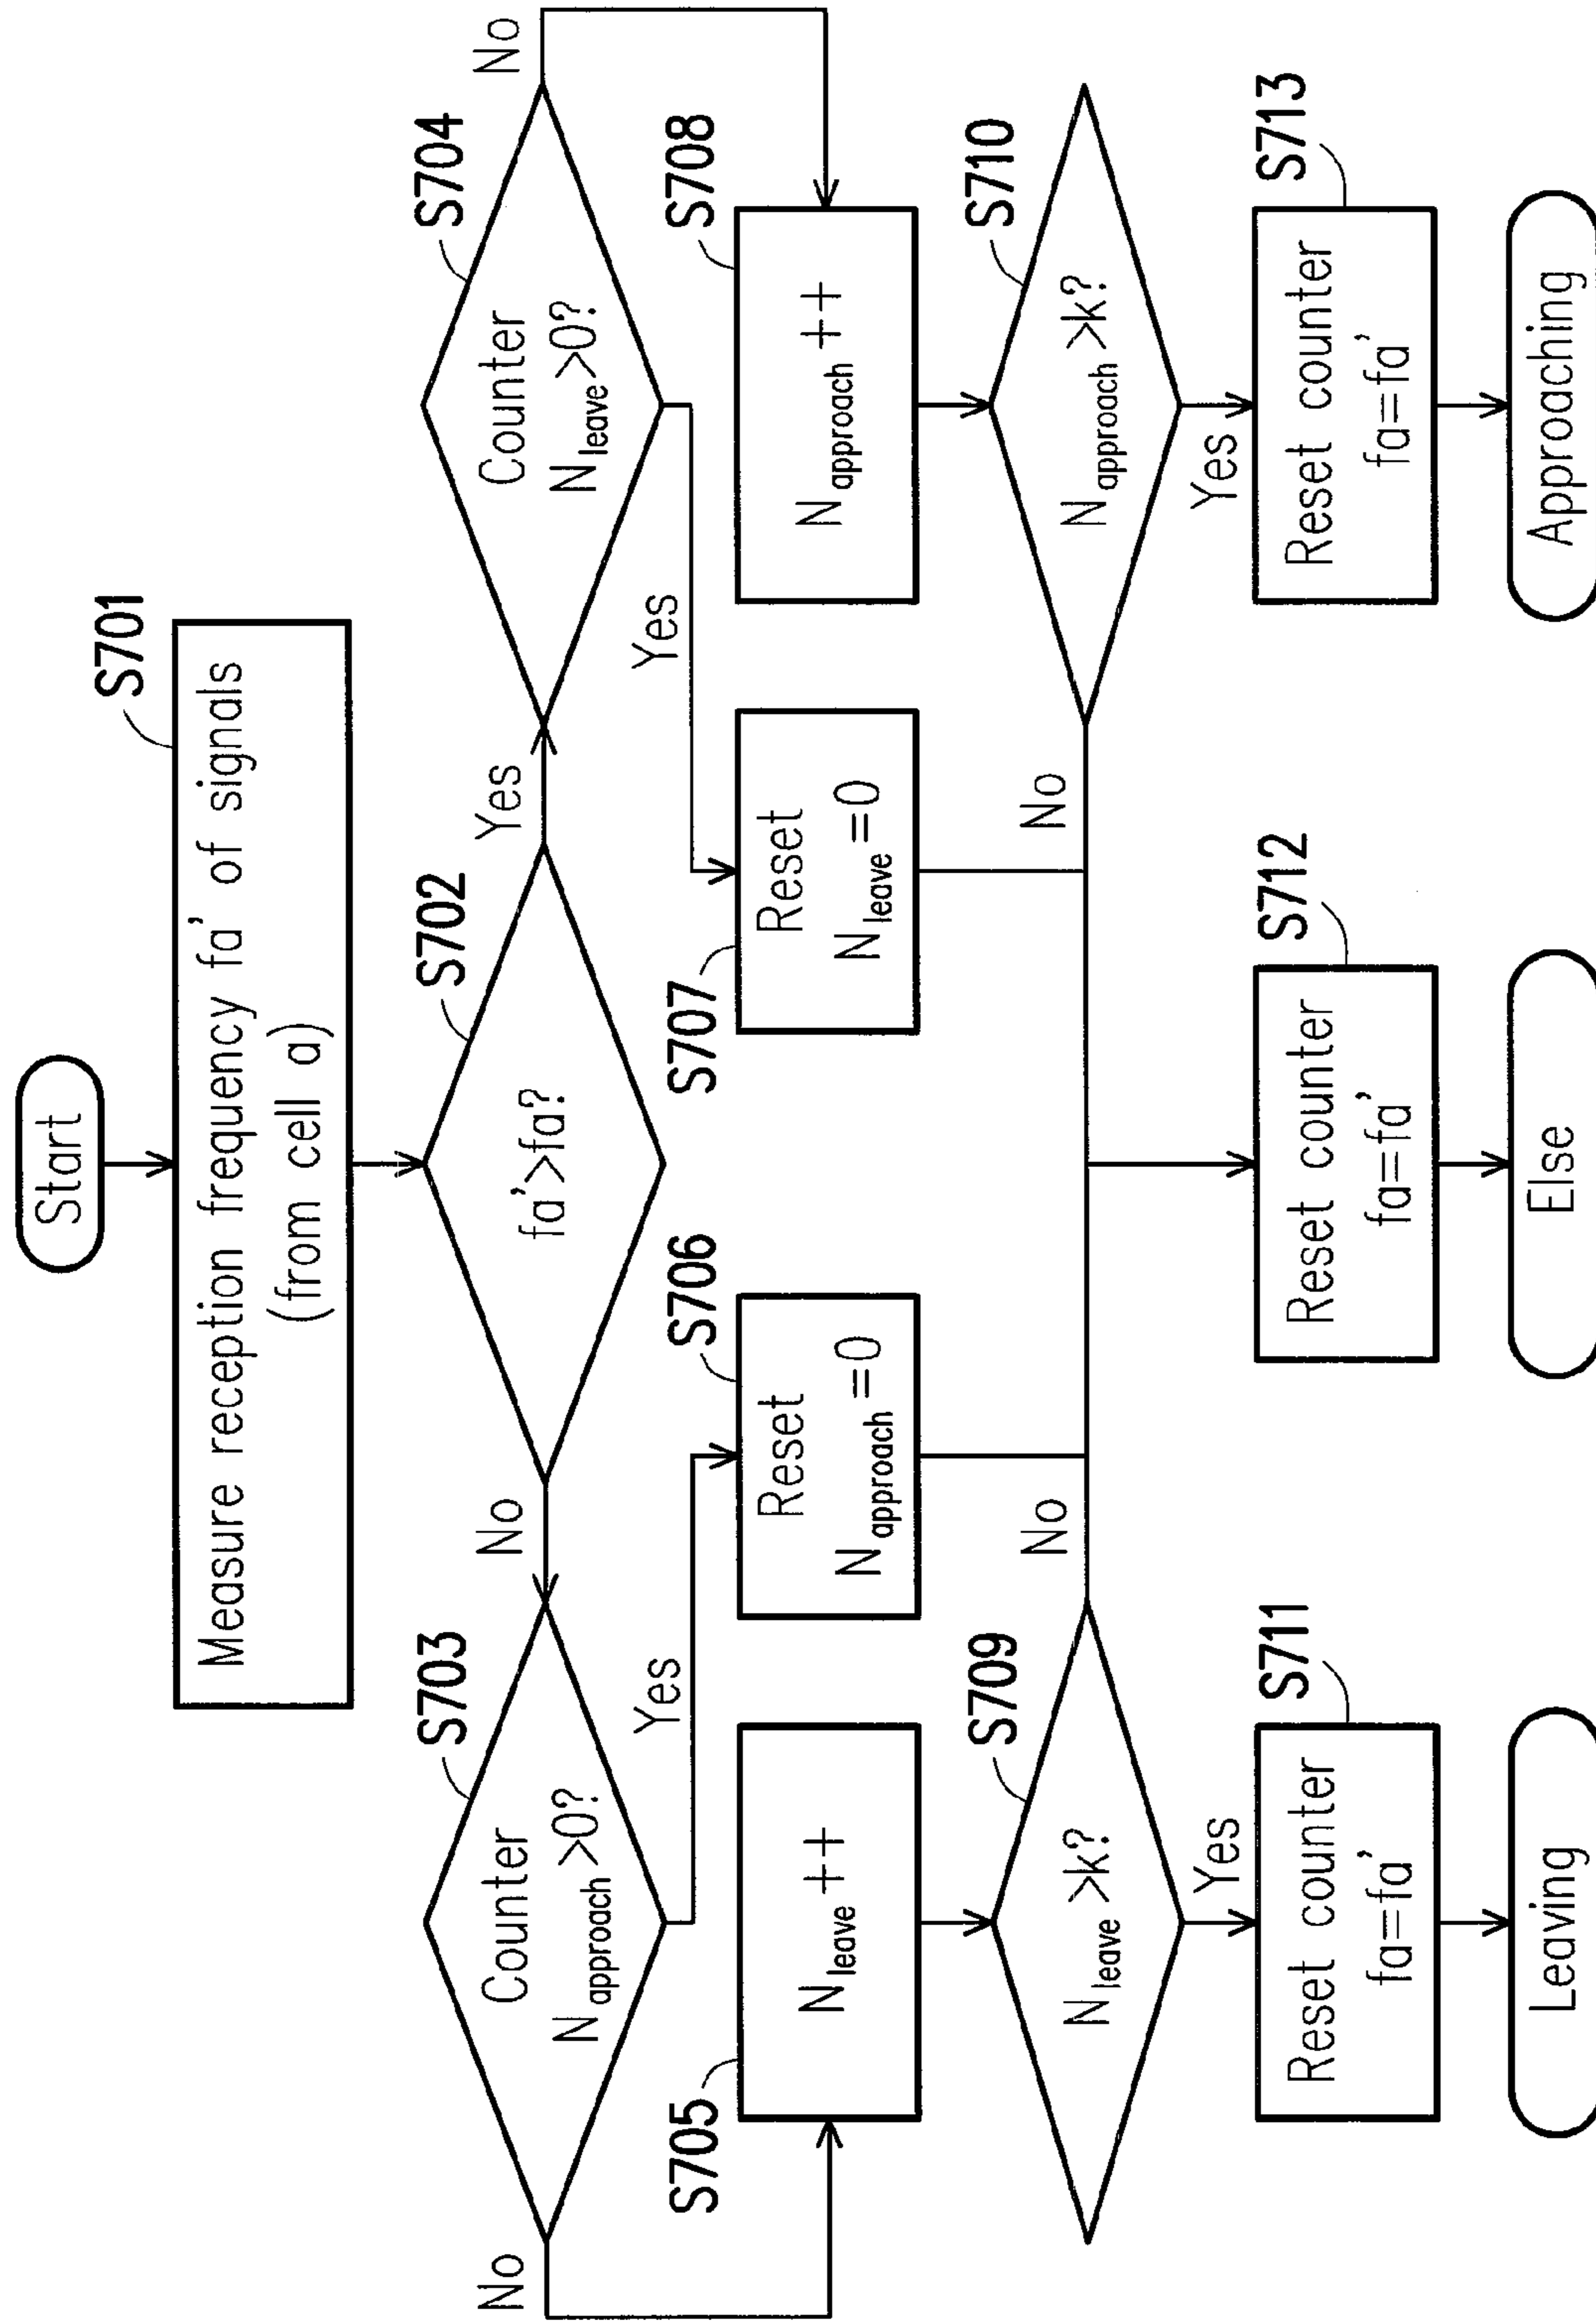 Start
S701
Measure reception frequency fa' of signals
(from cell a)
S702
fa'>fa?
No
Yes
S703
Counter
Napproach>0?
No
Yes
S704
Counter
Nleave>0?
Yes
No
S705
Nleave++
S706
Reset
Napproach=0
S707
Reset
Nleave=0
S708
Napproach++
S709
Nleave>k?
No
Yes
S710
Napproach>k?
No
Yes
S711
Reset counter
fa=fa'
S712
Reset counter
fa=fa'
S713
Reset counter
fa=fa'
Leaving
Else
Approaching